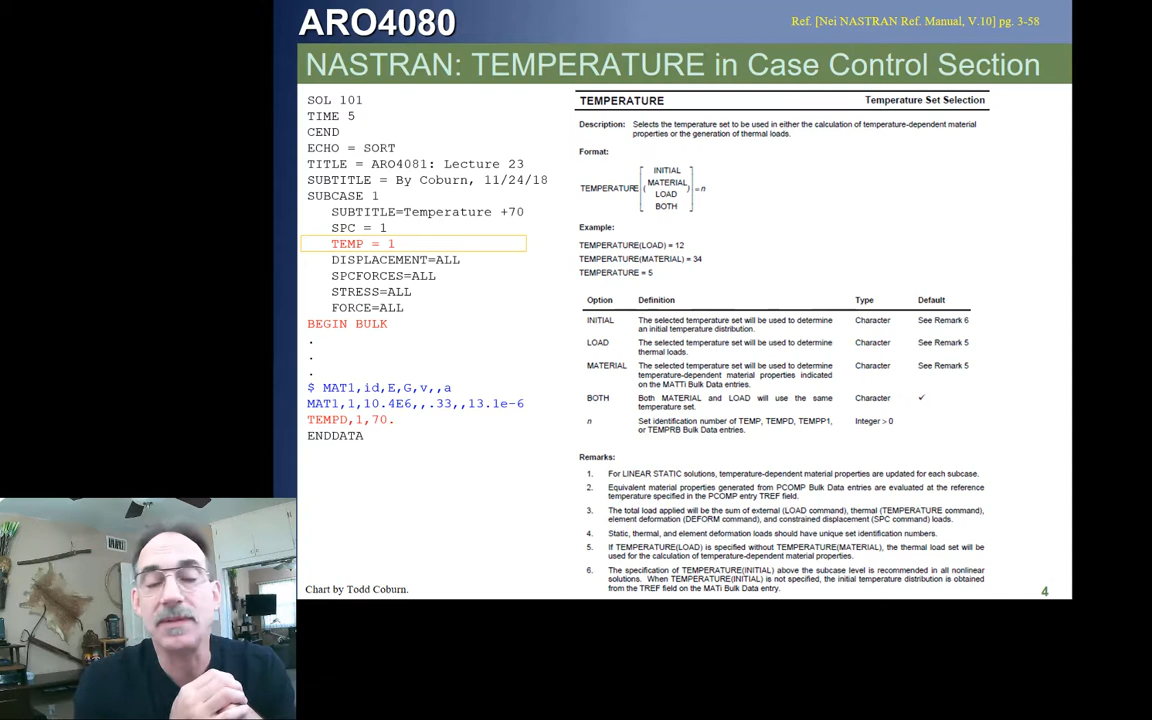 ARO4080
Ref. [Nei NASTRAN Ref. Manual, V.10] pg. 3-58
NASTRAN: TEMPERATURE in Case Control Section
SOL 101
TIME 5
CEND
ECHO = SORT
TITLE = ARO4081: Lecture 23
SUBTITLE = By Coburn, 11/24/18
SUBCASE 1
SUBTITLE=Temperature +70
SPC = 1
TEMP = 1
DISPLACEMENT=ALL
SPCFORCES=ALL
STRESS=ALL
FORCE=ALL
BEGIN BULK
.
.
.
$ MAT1,id,E,G,v,,a
MAT1,1,10.4E6,,.33,,13.1e-6
TEMPD,1,70.
ENDDATA
Chart by Todd Coburn.
TEMPERATURE Temperature Set Selection
Description: Selects the temperature set to be used in either the calculation of temperature-dependent material
properties or the generation of thermal loads.
Format:
INITIAL
MATERIAL
TEMPERATURE ( ) = n
LOAD
BOTH
Example:
TEMPERATURE(LOAD) = 12
TEMPERATURE(MATERIAL) = 34
TEMPERATURE = 5
Option Definition Type Default
INITIAL The selected temperature set will be used to determine Character See Remark 6
an initial temperature distribution.
LOAD The selected temperature set will be used to determine Character See Remark 5
thermal loads.
MATERIAL The selected temperature set will be used to determine Character See Remark 5
temperature-dependent material properties indicated
on the MATTi Bulk Data entries.
BOTH Both MATERIAL and LOAD will use the same Character ✓
temperature set.
n Set identification number of TEMP, TEMPD, TEMPP1, Integer > 0
or TEMPRB Bulk Data entries.
Remarks:
1. For LINEAR STATIC solutions, temperature-dependent material properties are updated for each subcase.
2. Equivalent material properties generated from PCOMP Bulk Data entries are evaluated at the reference
temperature specified in the PCOMP entry TREF field.
3. The total load applied will be the sum of external (LOAD command), thermal (TEMPERATURE command),
element deformation (DEFORM command), and constrained displacement (SPC command) loads.
4. Static, thermal, and element deformation loads should have unique set identification numbers.
5. If TEMPERATURE(LOAD) is specified without TEMPERATURE(MATERIAL), the thermal load set will be
used for the calculation of temperature-dependent material properties.
6. The specification of TEMPERATURE(INITIAL) above the subcase level is recommended in all nonlinear
solutions. When TEMPERATURE(INITIAL) is not specified, the initial temperature distribution is obtained
from the TREF field on the MATi Bulk Data entry.
4